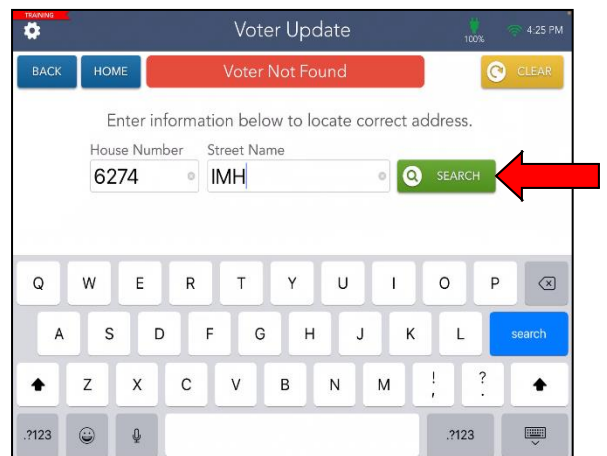 TRAINING
Voter Update
100%
4:25 PM
BACK
HOME
Voter Not Found
CLEAR
Enter information below to locate correct address.
House Number
Street Name
6274
IMH
SEARCH
Q W E R T Y U I O P
A S D F G H J K L search
Z X C V B N M ! , ? .
.?123
.?123